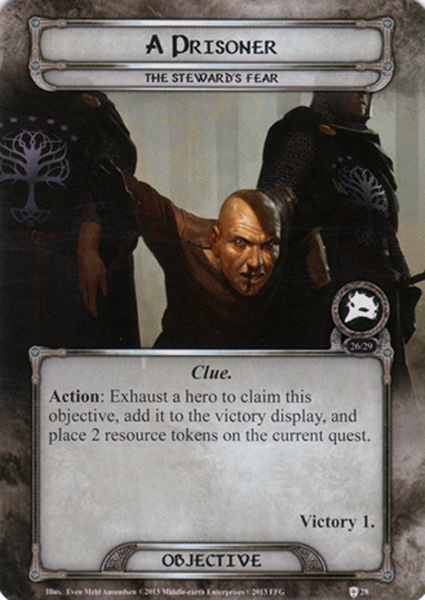 A PRISONER
THE STEWARD'S FEAR
26/29
Clue.
Action: Exhaust a hero to claim this
objective, add it to the victory display, and
place 2 resource tokens on the current quest.
Victory 1.
OBJECTIVE
Illus. Even Mehl Amundsen ©2013 Middle-earth Enterprises ©2013 FFG
28